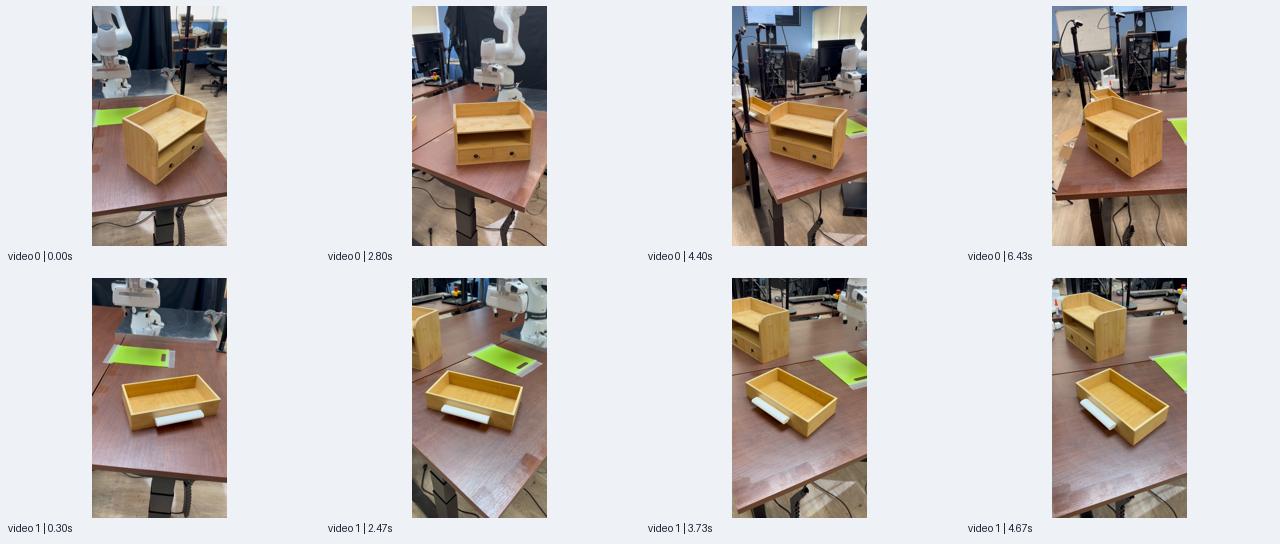 video 0 | 0.00s
video 0 | 2.80s
video 0 | 4.40s
video 0 | 6.43s
video 1 | 0.30s
video 1 | 2.47s
video 1 | 3.73s
video 1 | 4.67s